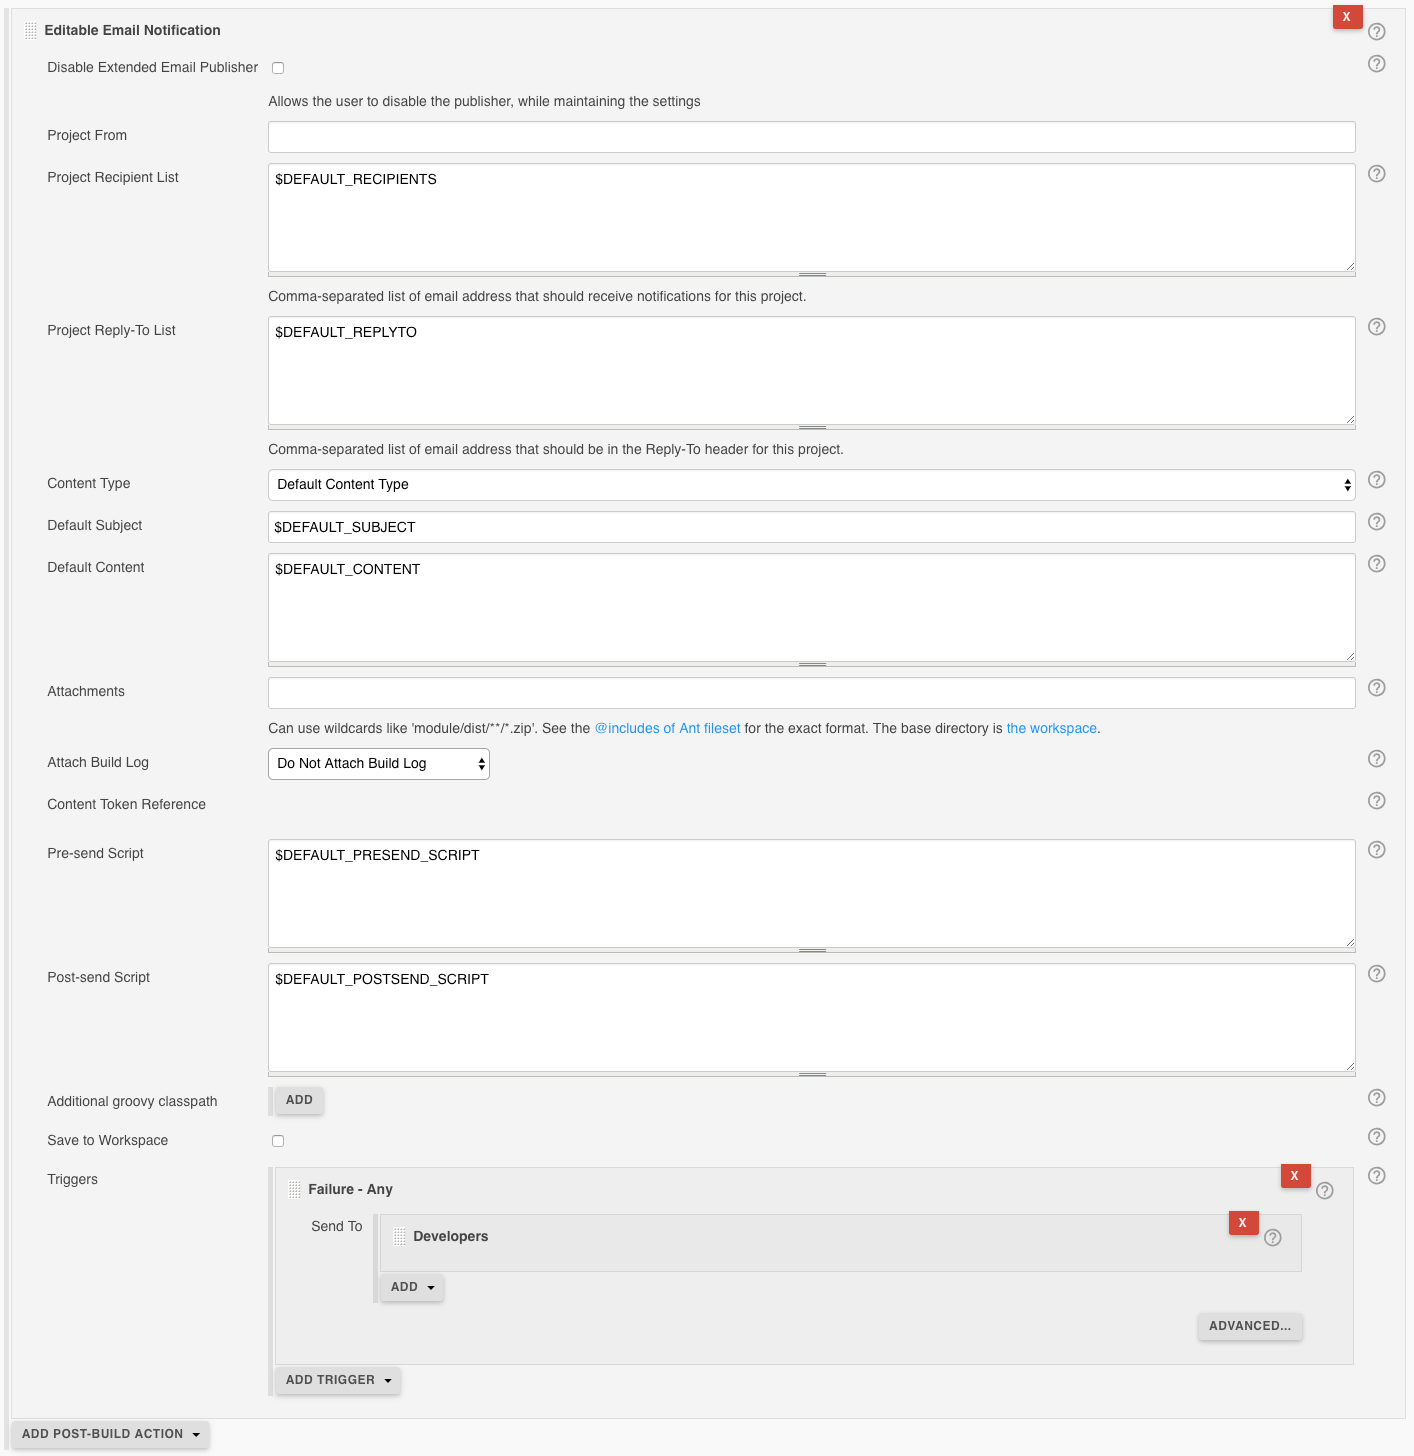 Editable Email Notification
X
Disable Extended Email Publisher
Allows the user to disable the publisher, while maintaining the settings
Project From
Project Recipient List
$DEFAULT_RECIPIENTS
Comma-separated list of email address that should receive notifications for this project.
Project Reply-To List
$DEFAULT_REPLYTO
Comma-separated list of email address that should be in the Reply-To header for this project.
Content Type
Default Content Type
Default Subject
$DEFAULT_SUBJECT
Default Content
$DEFAULT_CONTENT
Attachments
Can use wildcards like 'module/dist/**/*.zip'. See the @includes of Ant fileset for the exact format. The base directory is the workspace.
Attach Build Log
Do Not Attach Build Log
Content Token Reference
Pre-send Script
$DEFAULT_PRESEND_SCRIPT
Post-send Script
$DEFAULT_POSTSEND_SCRIPT
Additional groovy classpath
ADD
Save to Workspace
Triggers
X
Failure - Any
Send To
X
Developers
ADD
ADVANCED...
ADD TRIGGER
ADD POST-BUILD ACTION